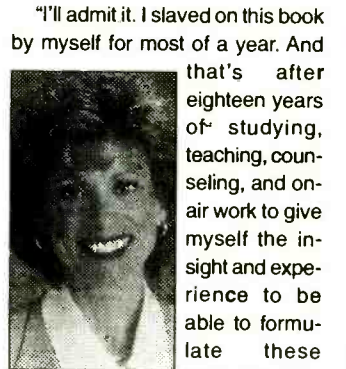 “I'll admit it. I slaved on this book
by myself for most of a year. And
that's after
eighteen years
of studying,
teaching, coun-
seling, and on-
air work to give
myself the in-
sight and expe-
rience to be
able to formu-
late these